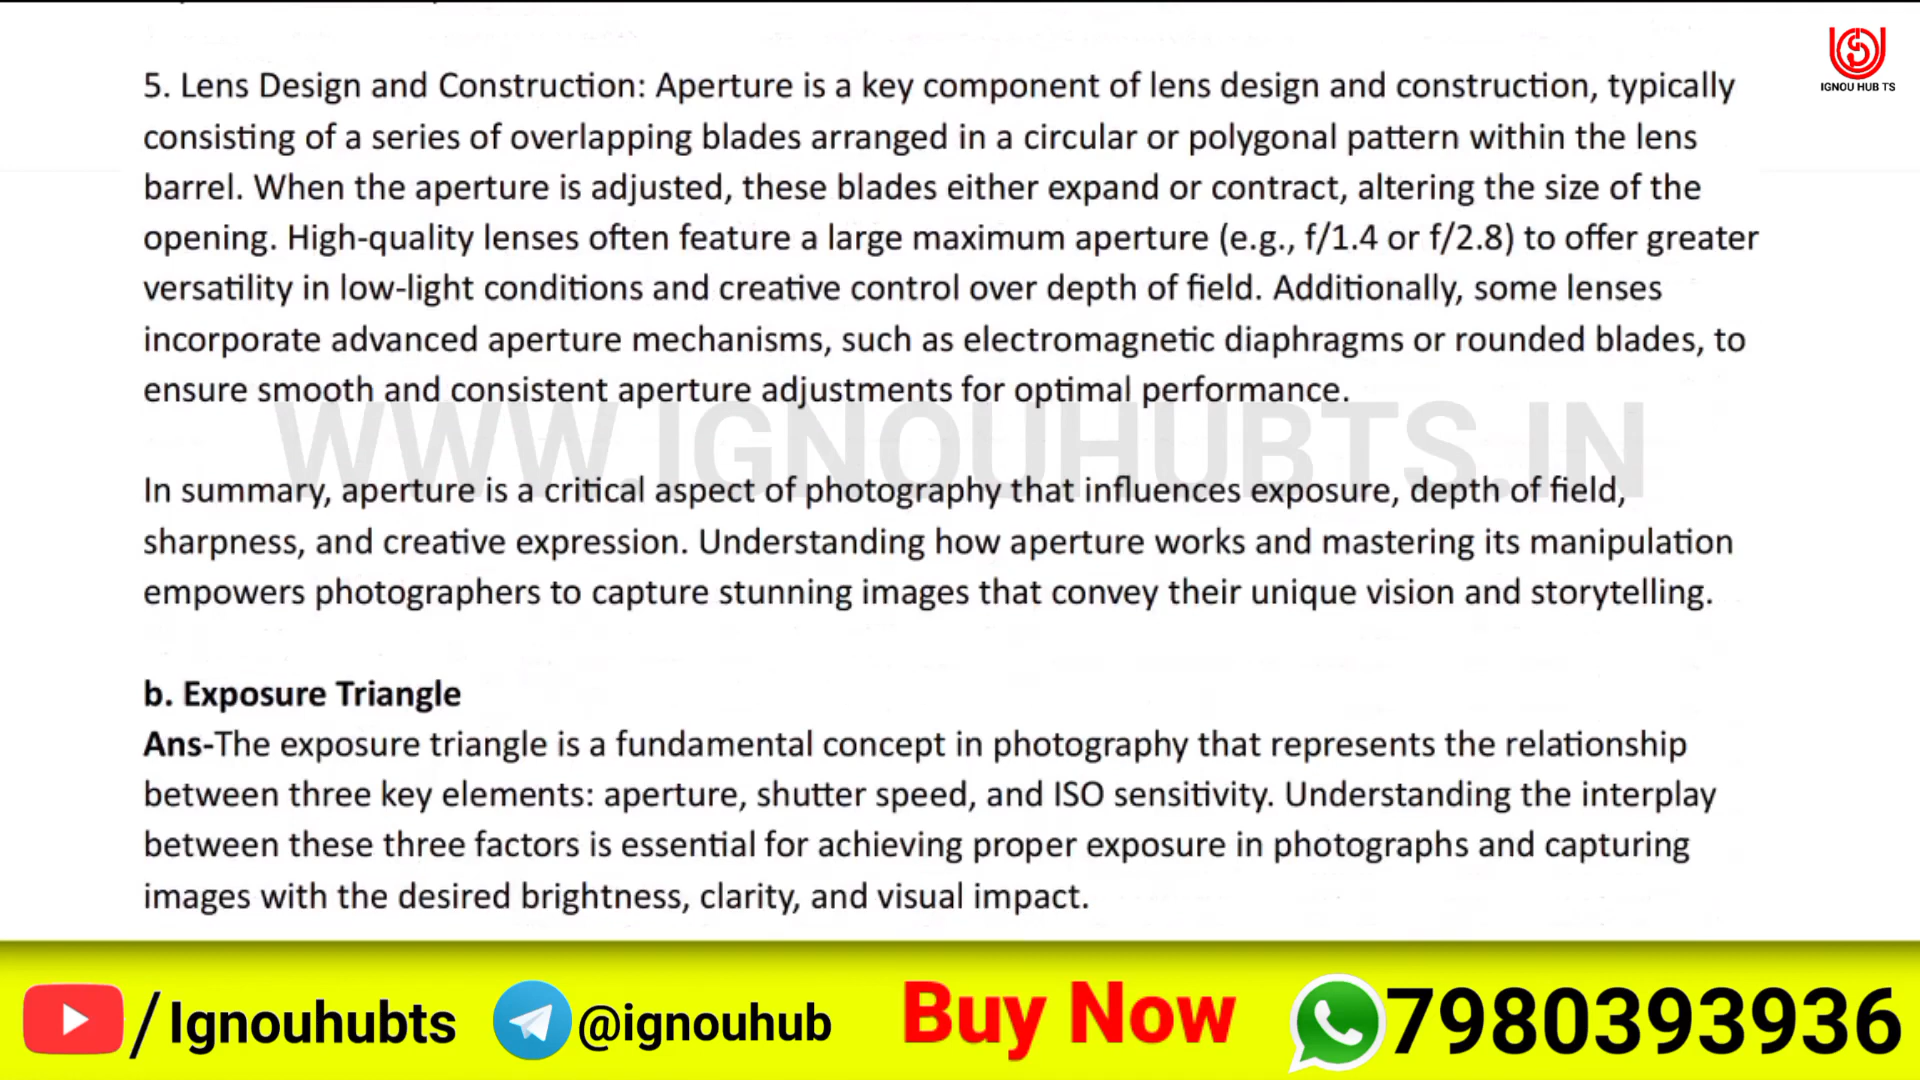 IGNOU HUB TS
5. Lens Design and Construction: Aperture is a key component of lens design and construction, typically
consisting of a series of overlapping blades arranged in a circular or polygonal pattern within the lens
barrel. When the aperture is adjusted, these blades either expand or contract, altering the size of the
opening. High-quality lenses often feature a large maximum aperture (e.g., f/1.4 or f/2.8) to offer greater
versatility in low-light conditions and creative control over depth of field. Additionally, some lenses
incorporate advanced aperture mechanisms, such as electromagnetic diaphragms or rounded blades, to
ensure smooth and consistent aperture adjustments for optimal performance.
WWW.IGNOUHUBTS.IN
In summary, aperture is a critical aspect of photography that influences exposure, depth of field,
sharpness, and creative expression. Understanding how aperture works and mastering its manipulation
empowers photographers to capture stunning images that convey their unique vision and storytelling.
b. Exposure Triangle
Ans-The exposure triangle is a fundamental concept in photography that represents the relationship
between three key elements: aperture, shutter speed, and ISO sensitivity. Understanding the interplay
between these three factors is essential for achieving proper exposure in photographs and capturing
images with the desired brightness, clarity, and visual impact.
/Ignouhubts @ignouhub Buy Now 7980393936